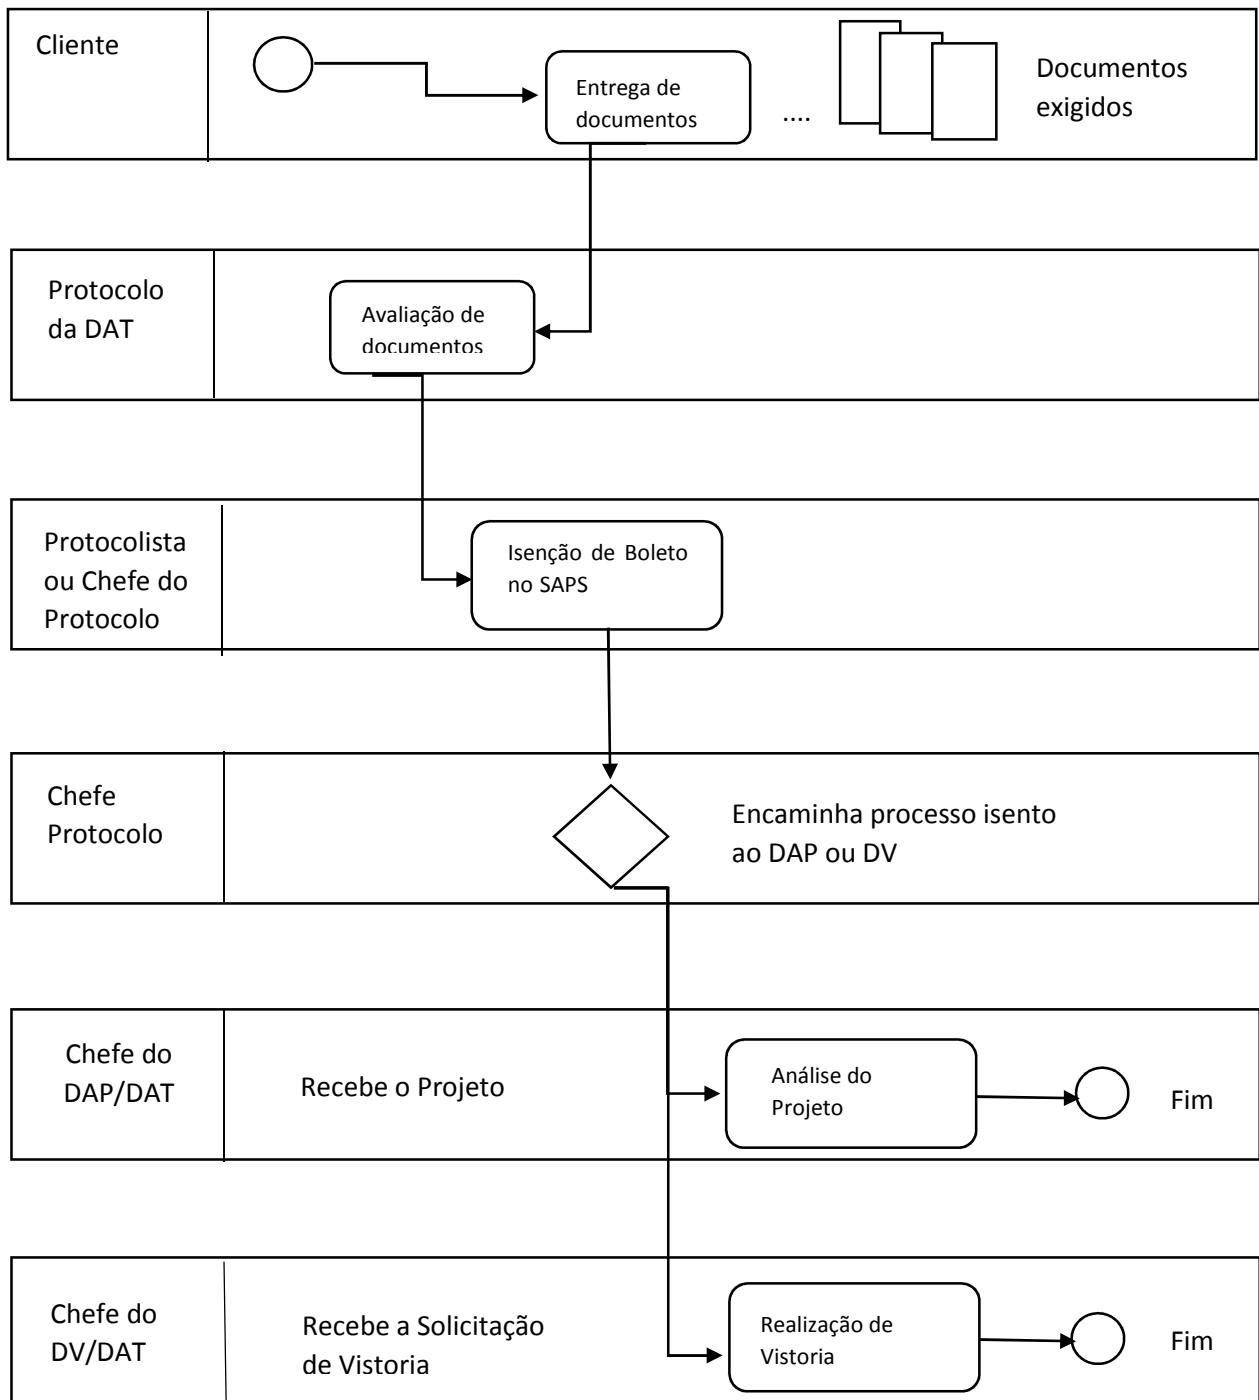 Cliente
Entrega de
documentos
....
Documentos
exigidos
Protocolo
da DAT
Avaliação de
documentos
Protocolista
ou Chefe do
Protocolo
Isenção de Boleto
no SAPS
Chefe
Protocolo
Encaminha processo isento
ao DAP ou DV
Chefe do
DAP/DAT
Recebe o Projeto
Análise do
Projeto
Fim
Chefe do
DV/DAT
Recebe a Solicitação
de Vistoria
Realização de
Vistoria
Fim